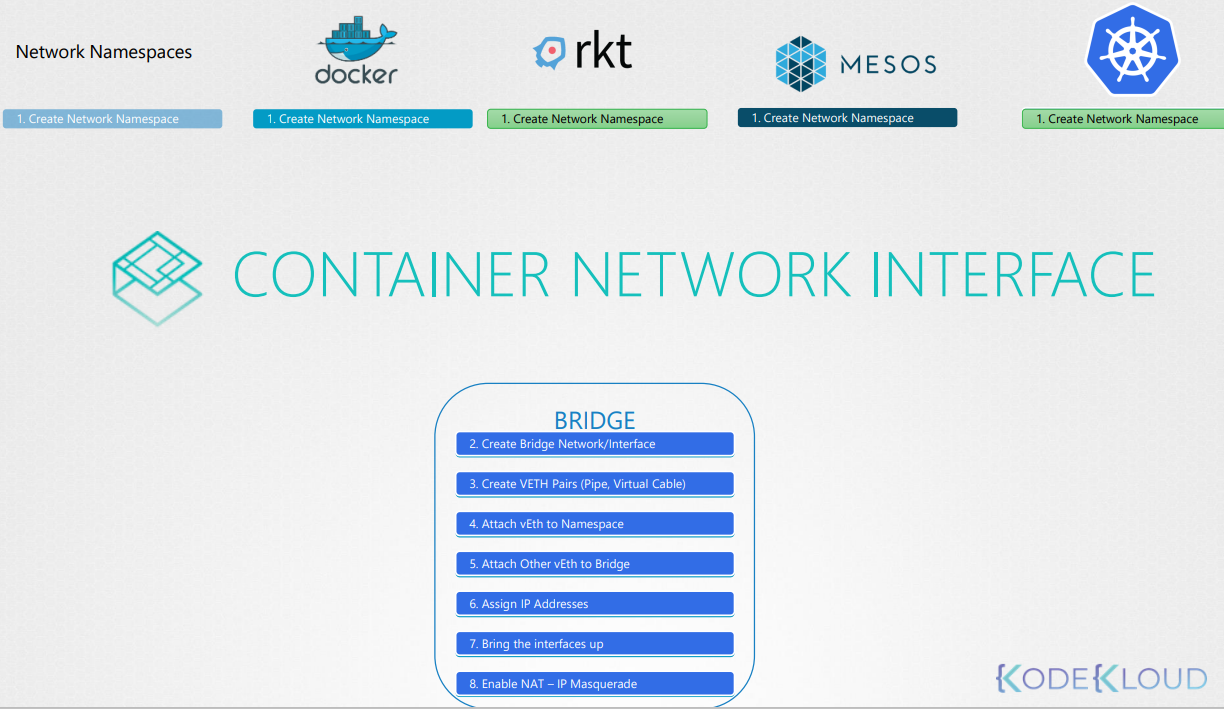 Network Namespaces
docker
rkt
MESOS
1. Create Network Namespace
1. Create Network Namespace
1. Create Network Namespace
1. Create Network Namespace
1. Create Network Namespace
CONTAINER NETWORK INTERFACE
BRIDGE
2. Create Bridge Network/Interface
3. Create VETH Pairs (Pipe, Virtual Cable)
4. Attach vEth to Namespace
5. Attach Other vEth to Bridge
6. Assign IP Addresses
7. Bring the interfaces up
8. Enable NAT – IP Masquerade
KODEKLOUD